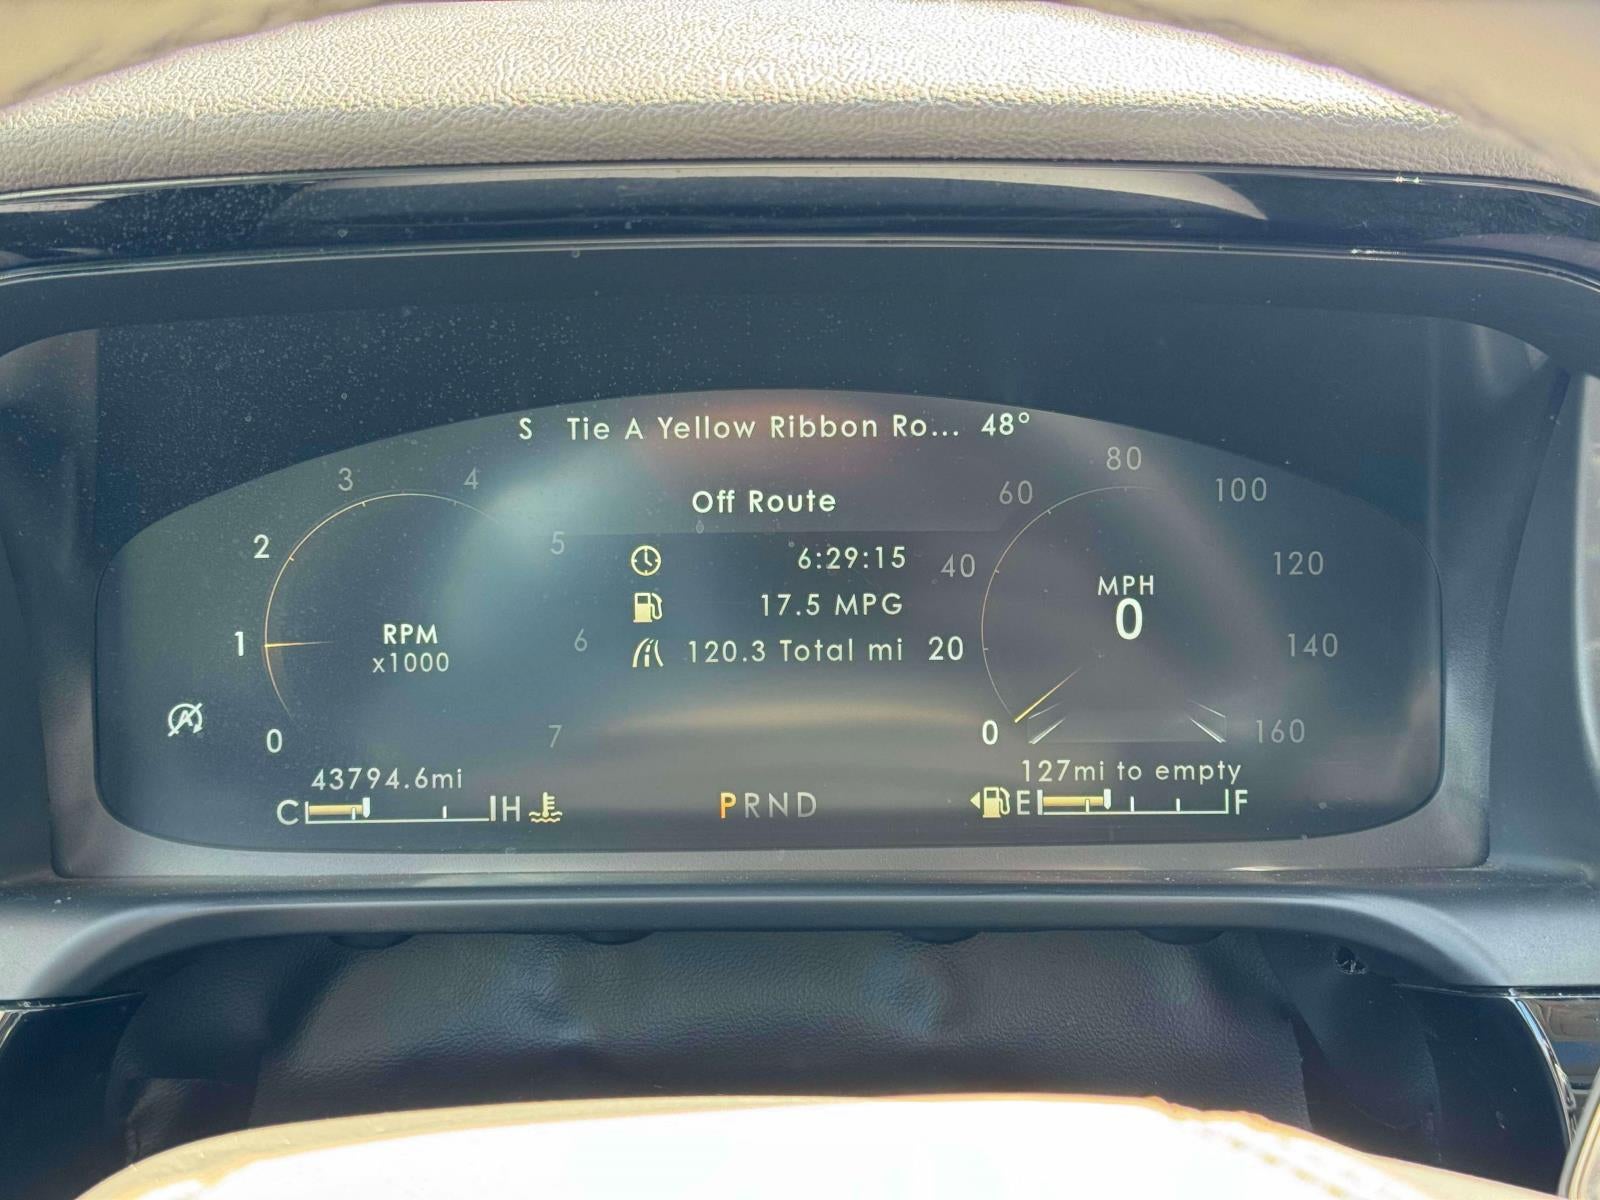 S Tie A Yellow Ribbon Ro... 48°
Off Route
6:29:15
17.5 MPG
120.3 Total mi
0
1
2
3
4
5
6
7
RPM
x1000
0
20
40
60
80
100
120
140
160
MPH
0
A
43794.6mi
C H
PRND
127mi to empty
E F